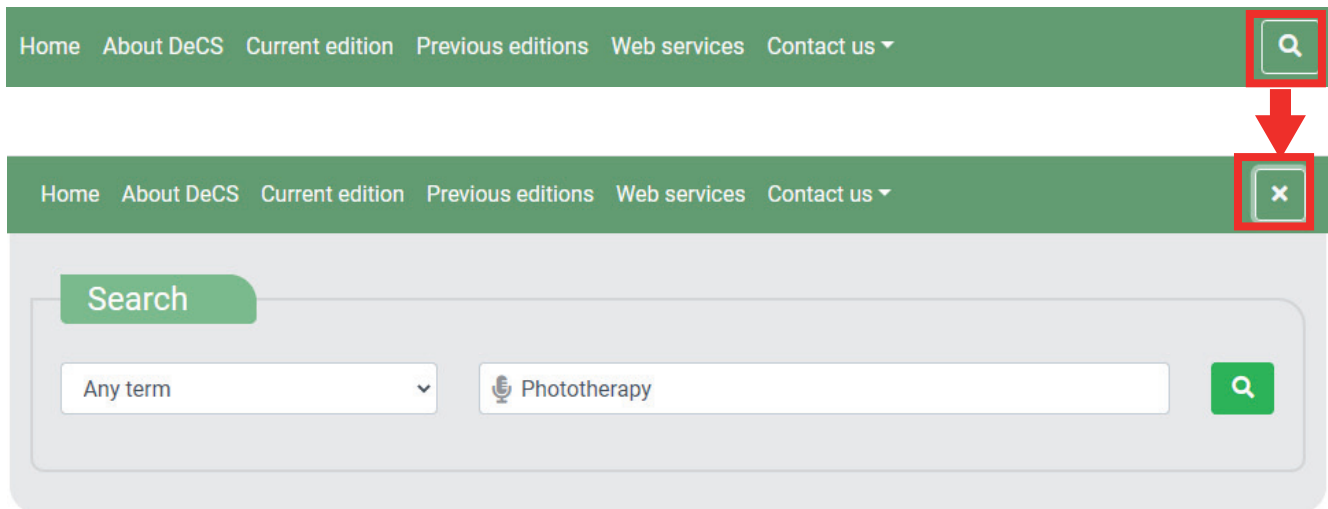 Home About DeCS Current edition Previous editions Web services Contact us
Home About DeCS Current edition Previous editions Web services Contact us
Search
Any term Phototherapy